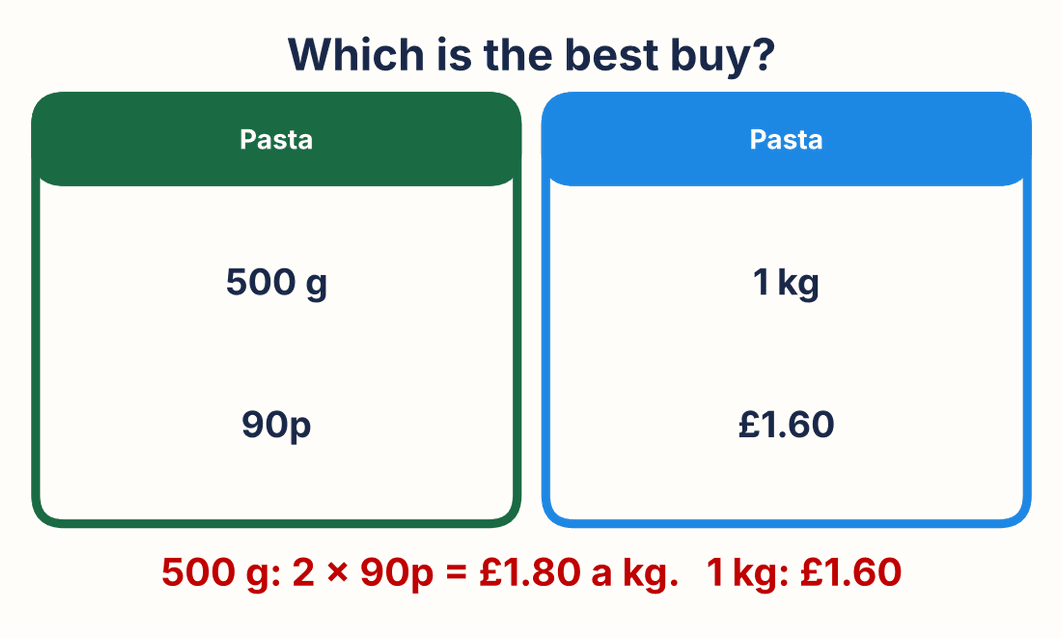 Which is the best buy?
Pasta
500 g
90p
Pasta
1 kg
£1.60
500 g: 2 × 90p = £1.80 a kg. 1 kg: £1.60